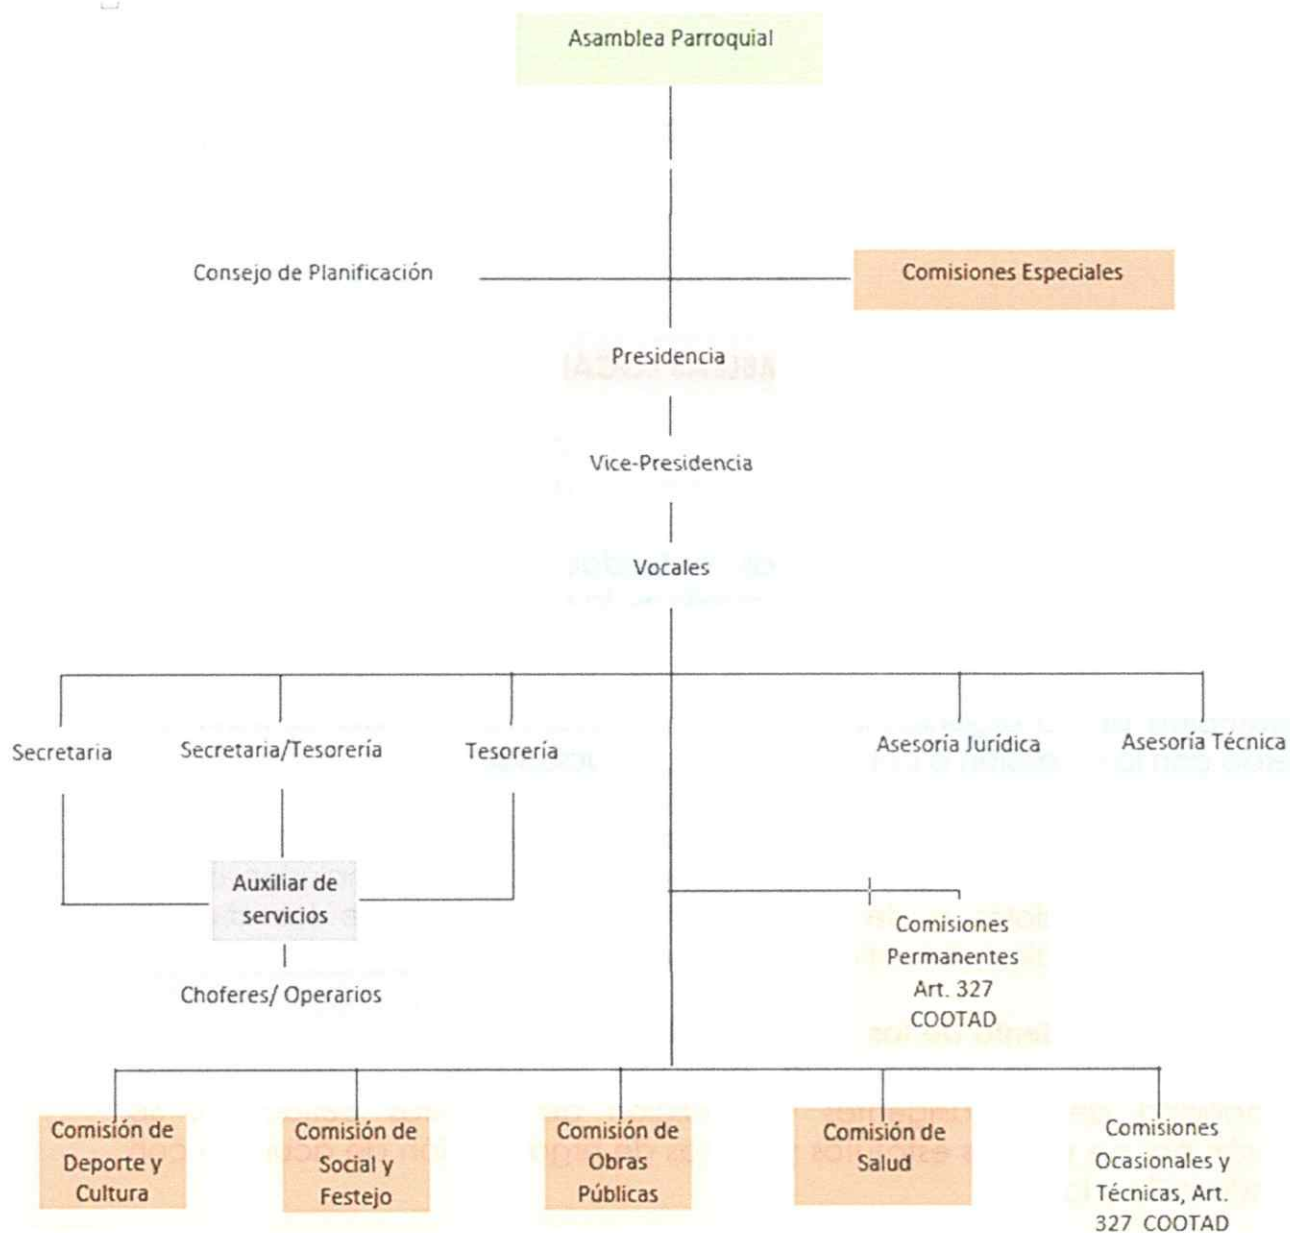 Asamblea Parroquial
Consejo de Planificación
Comisiones Especiales
Presidencia
Vice-Presidencia
Vocales
Secretaria
Secretaria/Tesorería
Tesorería
Asesoría Jurídica
Asesoría Técnica
Auxiliar de
servicios
Choferes/ Operarios
Comisiones
Permanentes
Art. 327
COOTAD
Comisión de
Deporte y
Cultura
Comisión de
Social y
Festejo
Comisión de
Obras
Públicas
Comisión de
Salud
Comisiones
Ocasionales y
Técnicas, Art.
327 COOTAD